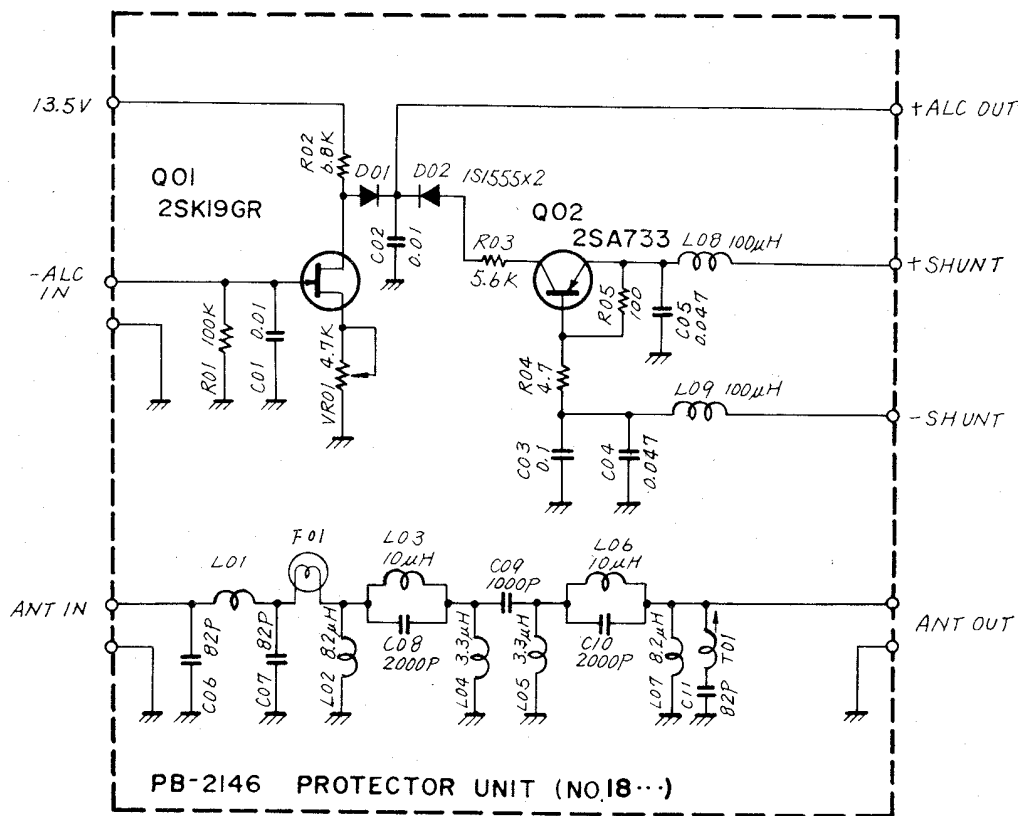 13.5V
+ALC OUT
R02
6.8K
D01
D02
1S1555x2
Q01
2SK19GR
Q02
2SA733
L08 100μH
+SHUNT
C02
0.01
R03
5.6K
-ALC
IN
R05
100
C05
0.047
R01 100K
C01 0.01
VR01 4.7K
R04
4.7
L09 100μH
-SHUNT
C03
0.1
C04
0.047
L01
F01
L03
10μH
L06
10μH
C09
1000P
ANT IN
ANT OUT
C06 82P
C07 82P
L02 8.2μH
C08
2000P
L04 3.3μH
L05 3.3μH
C10
2000P
L07 8.2μH
C11
82P
T01
PB-2146 PROTECTOR UNIT (NO.18···)